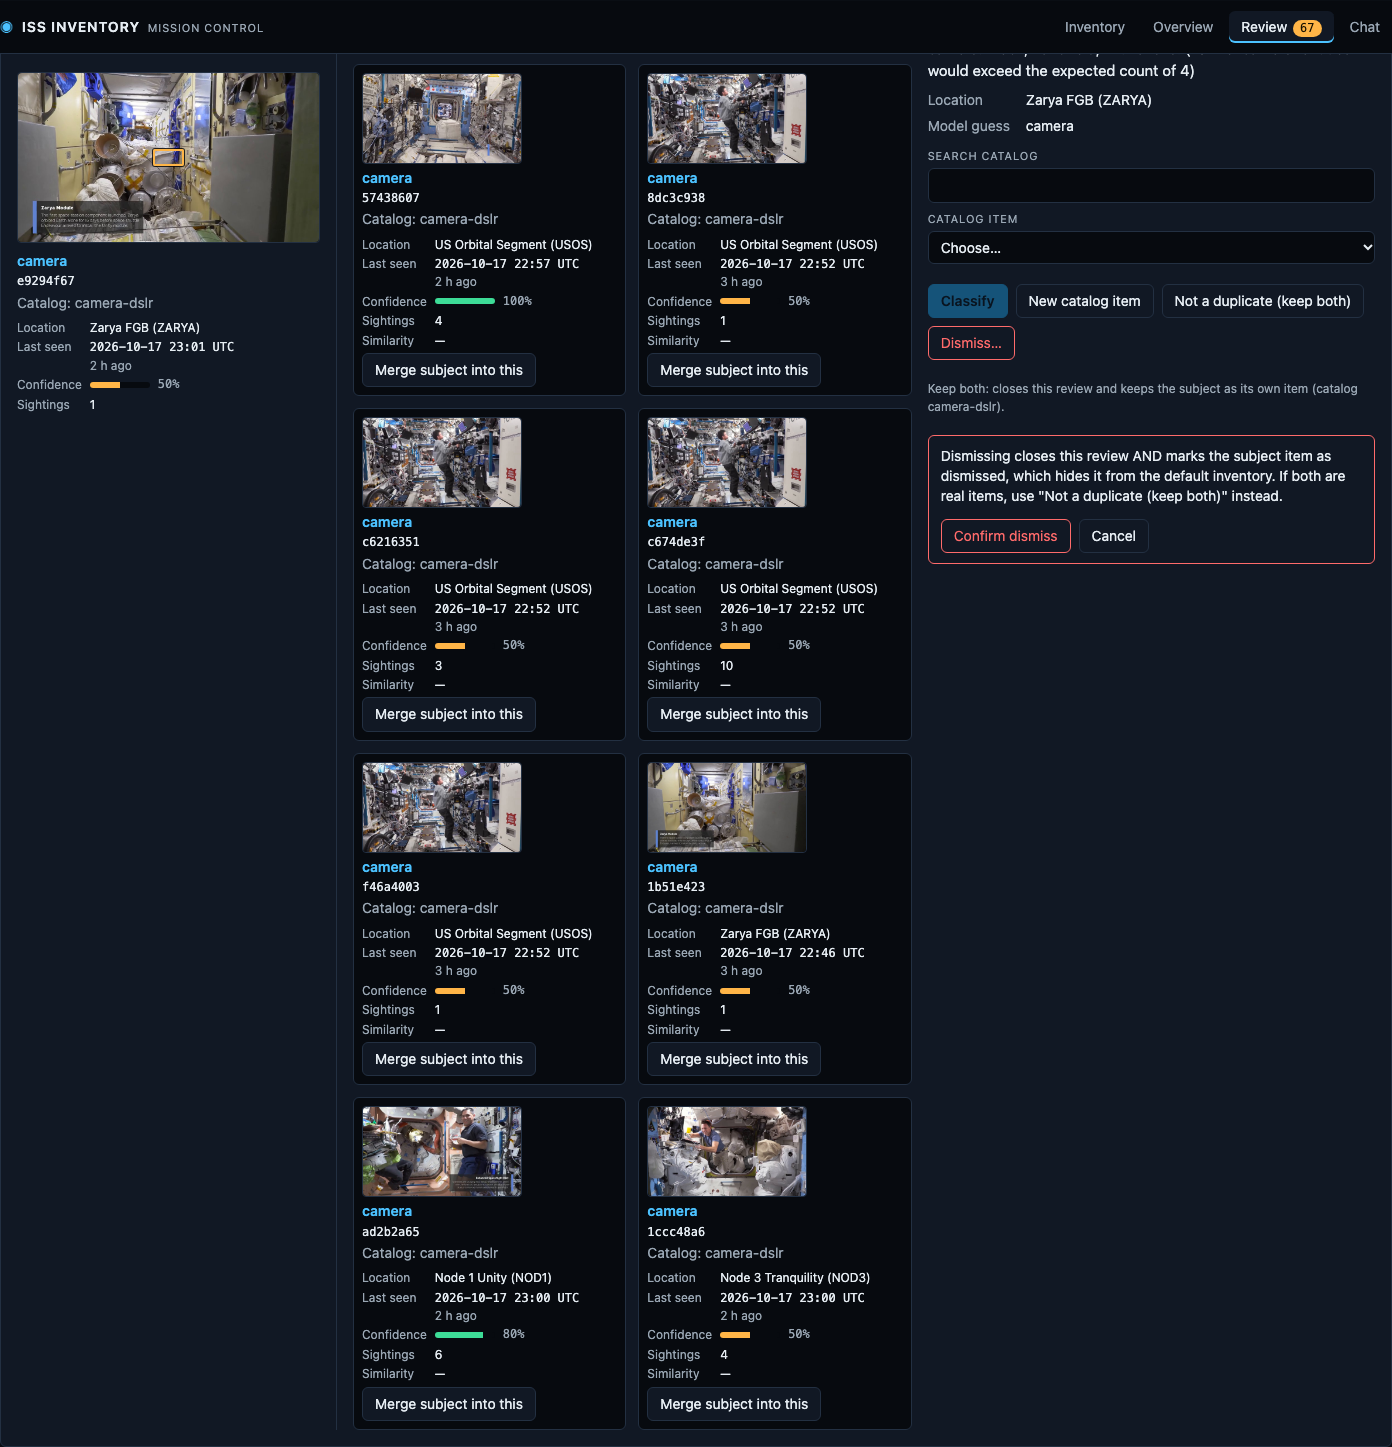 ISS INVENTORY MISSION CONTROL
Inventory
Overview
Review 67
Chat
Zarya Module
camera
e9294f67
Catalog: camera-dslr
Location Zarya FGB (ZARYA)
Last seen 2026-10-17 23:01 UTC
2 h ago
Confidence 50%
Sightings 1
camera
57438607
Catalog: camera-dslr
Location US Orbital Segment (USOS)
Last seen 2026-10-17 22:57 UTC
2 h ago
Confidence 100%
Sightings 4
Similarity —
Merge subject into this
camera
8dc3c938
Catalog: camera-dslr
Location US Orbital Segment (USOS)
Last seen 2026-10-17 22:52 UTC
3 h ago
Confidence 50%
Sightings 1
Similarity —
Merge subject into this
camera
c6216351
Catalog: camera-dslr
Location US Orbital Segment (USOS)
Last seen 2026-10-17 22:52 UTC
3 h ago
Confidence 50%
Sightings 3
Similarity —
Merge subject into this
camera
c674de3f
Catalog: camera-dslr
Location US Orbital Segment (USOS)
Last seen 2026-10-17 22:52 UTC
3 h ago
Confidence 50%
Sightings 10
Similarity —
Merge subject into this
camera
f46a4003
Catalog: camera-dslr
Location US Orbital Segment (USOS)
Last seen 2026-10-17 22:52 UTC
3 h ago
Confidence 50%
Sightings 1
Similarity —
Merge subject into this
camera
1b51e423
Catalog: camera-dslr
Location Zarya FGB (ZARYA)
Last seen 2026-10-17 22:46 UTC
3 h ago
Confidence 50%
Sightings 1
Similarity —
Merge subject into this
camera
ad2b2a65
Catalog: camera-dslr
Location Node 1 Unity (NOD1)
Last seen 2026-10-17 23:00 UTC
2 h ago
Confidence 80%
Sightings 6
Similarity —
Merge subject into this
camera
1ccc48a6
Catalog: camera-dslr
Location Node 3 Tranquility (NOD3)
Last seen 2026-10-17 23:00 UTC
2 h ago
Confidence 50%
Sightings 4
Similarity —
Merge subject into this
would exceed the expected count of 4)
Location Zarya FGB (ZARYA)
Model guess camera
SEARCH CATALOG
CATALOG ITEM
Choose...
Classify
New catalog item
Not a duplicate (keep both)
Dismiss...
Keep both: closes this review and keeps the subject as its own item (catalog
camera-dslr).
Dismissing closes this review AND marks the subject item as
dismissed, which hides it from the default inventory. If both are
real items, use "Not a duplicate (keep both)" instead.
Confirm dismiss
Cancel